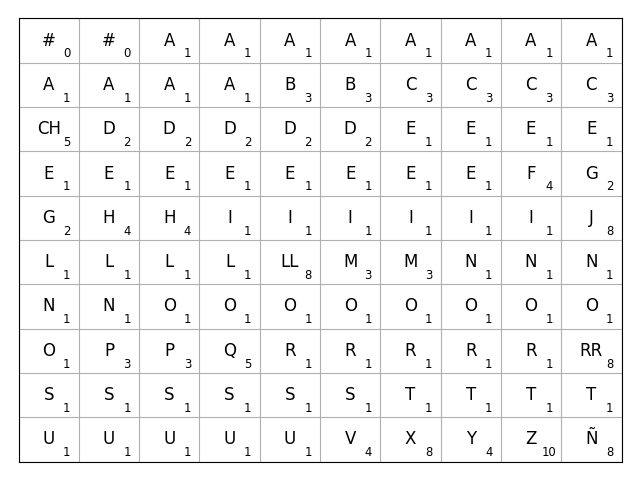 # 0 # 0 A 1 A 1 A 1 A 1 A 1 A 1 A 1 A 1
A 1 A 1 A 1 A 1 B 3 B 3 C 3 C 3 C 3 C 3
CH 5 D 2 D 2 D 2 D 2 D 2 E 1 E 1 E 1 E 1
E 1 E 1 E 1 E 1 E 1 E 1 E 1 E 1 F 4 G 2
G 2 H 4 H 4 I 1 I 1 I 1 I 1 I 1 I 1 J 8
L 1 L 1 L 1 L 1 LL 8 M 3 M 3 N 1 N 1 N 1
N 1 N 1 O 1 O 1 O 1 O 1 O 1 O 1 O 1 O 1
O 1 P 3 P 3 Q 5 R 1 R 1 R 1 R 1 R 1 RR 8
S 1 S 1 S 1 S 1 S 1 S 1 T 1 T 1 T 1 T 1
U 1 U 1 U 1 U 1 U 1 V 4 X 8 Y 4 Z 10 Ñ 8